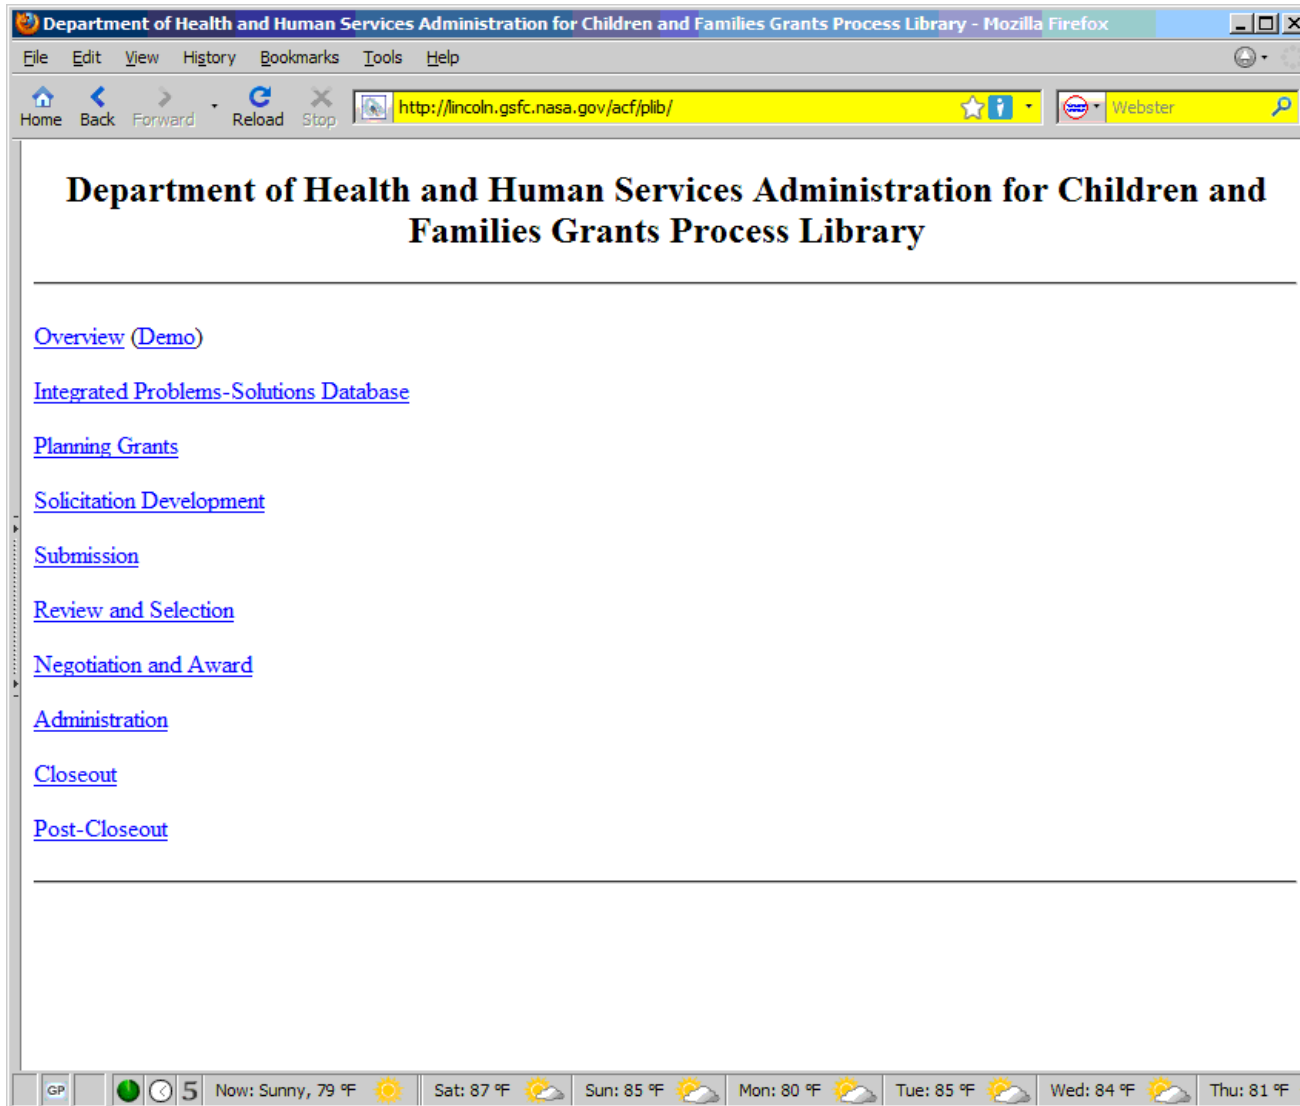 Department of Health and Human Services Administration for Children and Families Grants Process Library - Mozilla Firefox
File Edit View History Bookmarks Tools Help
http://lincoln.gsfc.nasa.gov/acf/plib/ Webster
Home Back Forward Reload Stop
Department of Health and Human Services Administration for Children and
Families Grants Process Library
Overview (Demo)
Integrated Problems-Solutions Database
Planning Grants
Solicitation Development
Submission
Review and Selection
Negotiation and Award
Administration
Closeout
Post-Closeout
GP 5 Now: Sunny, 79 °F Sat: 87 °F Sun: 85 °F Mon: 80 °F Tue: 85 °F Wed: 84 °F Thu: 81 °F